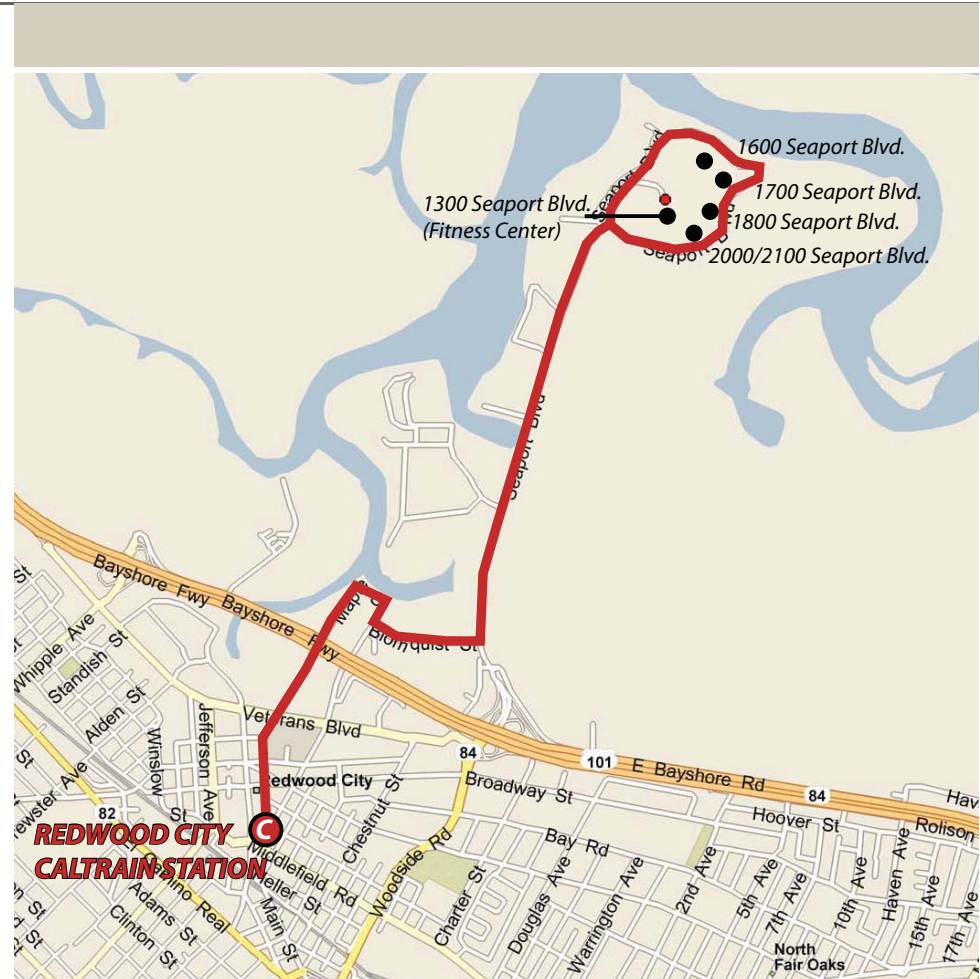 1600 Seaport Blvd.
1700 Seaport Blvd.
1300 Seaport Blvd.
(Fitness Center)
1800 Seaport Blvd.
2000/2100 Seaport Blvd.
Seaport Blvd
Seaport
Seaport Blvd
Bayshore Fwy
Bayshore Fwy
Blomquist St
Whipple Ave
Standish St
Alden St
Winslow
St
Jefferson Ave
Veterans Blvd
84
101
E Bayshore Rd
84
Redwood City
Broadway St
Hoover St
Rolison
82
REDWOOD CITY
CALTRAIN STATION
C
Chestnut St
Middlefield Rd
Woodside Rd
Bay Rd
Main St
Adams St
Clinton St
Charter St
Douglas Ave
Warrington Ave
2nd Ave
5th Ave
7th Ave
10th Ave
Haven Ave
15th Ave
17th Ave
North
Fair Oaks